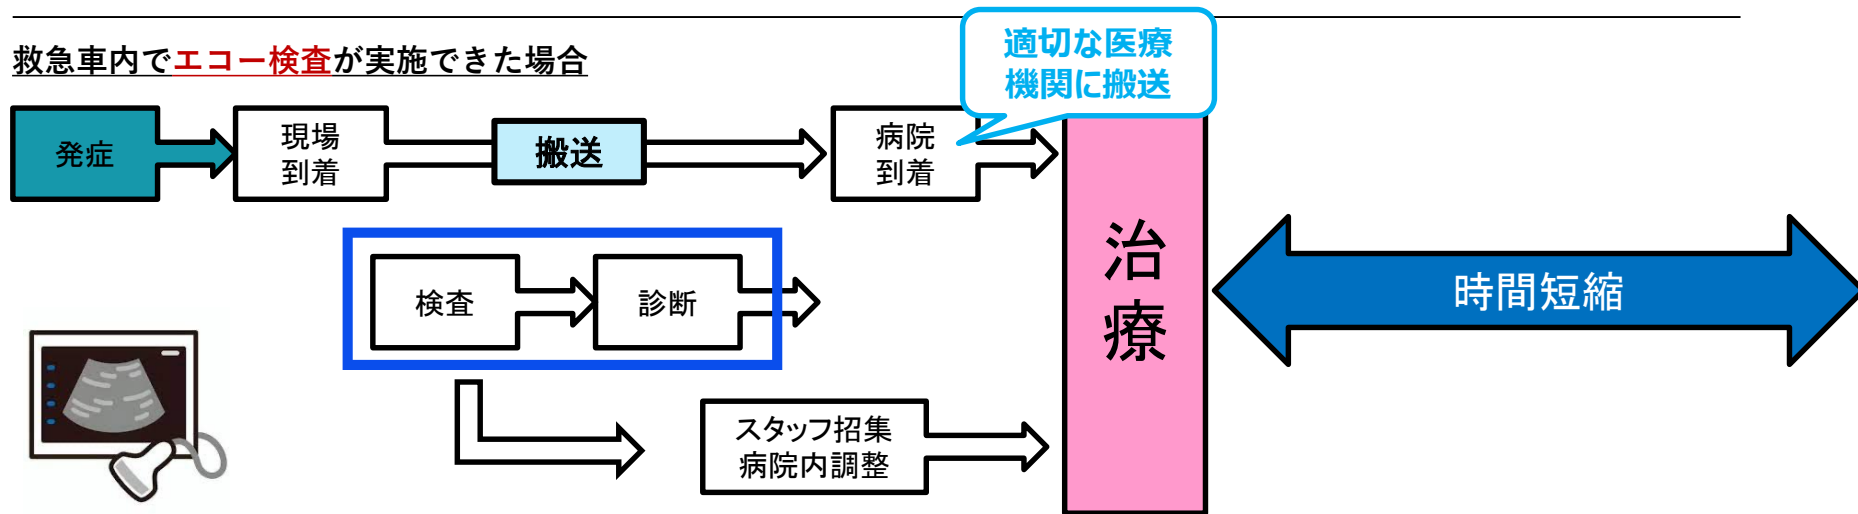 救急車内でエコー検査が実施できた場合
適切な医療
機関に搬送
発症
現場
到着
搬送
病院
到着
検査
診断
治
療
時間短縮
スタッフ招集
病院内調整